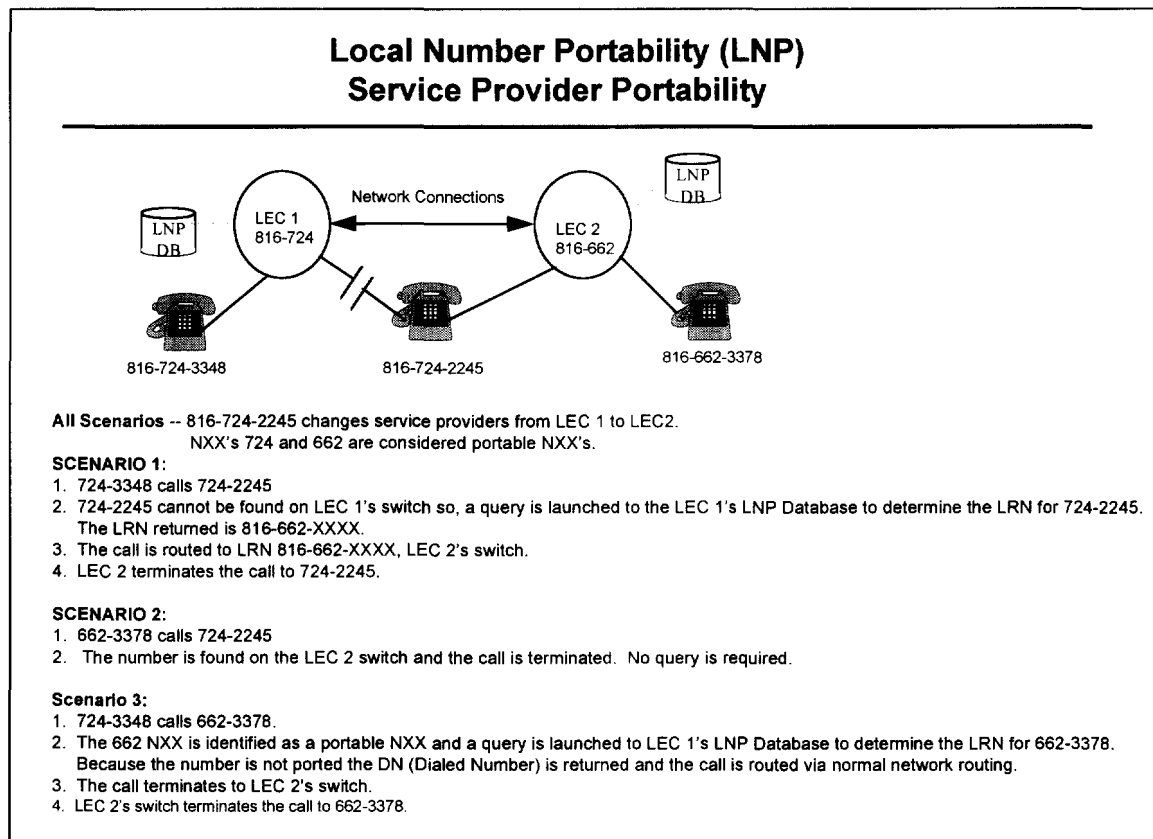 Local Number Portability (LNP)
Service Provider Portability
LNP
DB
LEC 1
816-724
Network Connections
LEC 2
816-662
LNP
DB
816-724-3348
816-724-2245
816-662-3378
All Scenarios -- 816-724-2245 changes service providers from LEC 1 to LEC2.
NXX's 724 and 662 are considered portable NXX's.
SCENARIO 1:
1. 724-3348 calls 724-2245
2. 724-2245 cannot be found on LEC 1's switch so, a query is launched to the LEC 1's LNP Database to determine the LRN for 724-2245.
The LRN returned is 816-662-XXXX.
3. The call is routed to LRN 816-662-XXXX, LEC 2's switch.
4. LEC 2 terminates the call to 724-2245.
SCENARIO 2:
1. 662-3378 calls 724-2245
2. The number is found on the LEC 2 switch and the call is terminated. No query is required.
Scenario 3:
1. 724-3348 calls 662-3378.
2. The 662 NXX is identified as a portable NXX and a query is launched to LEC 1's LNP Database to determine the LRN for 662-3378.
Because the number is not ported the DN (Dialed Number) is returned and the call is routed via normal network routing.
3. The call terminates to LEC 2's switch.
4. LEC 2's switch terminates the call to 662-3378.